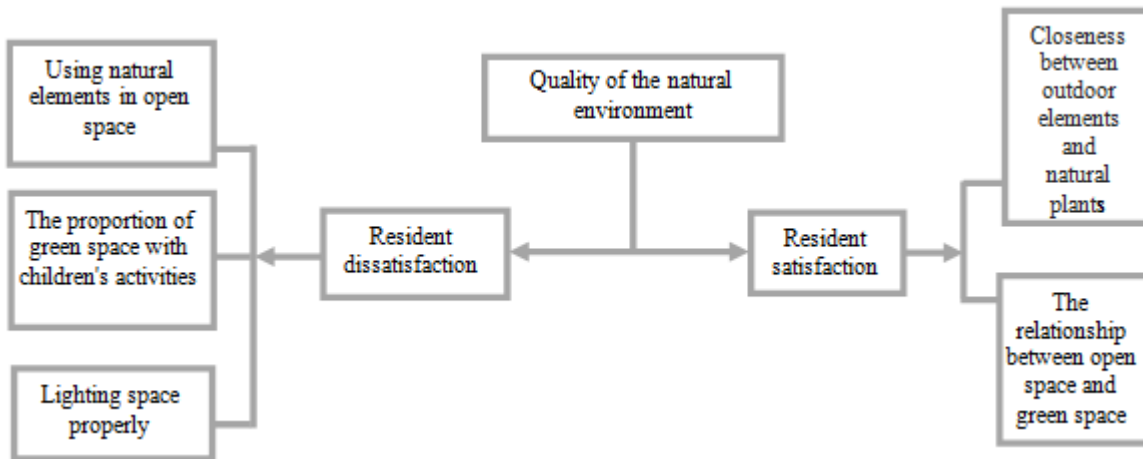 Using natural
elements in open
space
The proportion of
green space with
children's activities
Lighting space
properly
Resident
dissatisfaction
Quality of the natural
environment
Resident
satisfaction
Closeness
between
outdoor
elements
and
natural
plants
The
relationship
between open
space and
green space